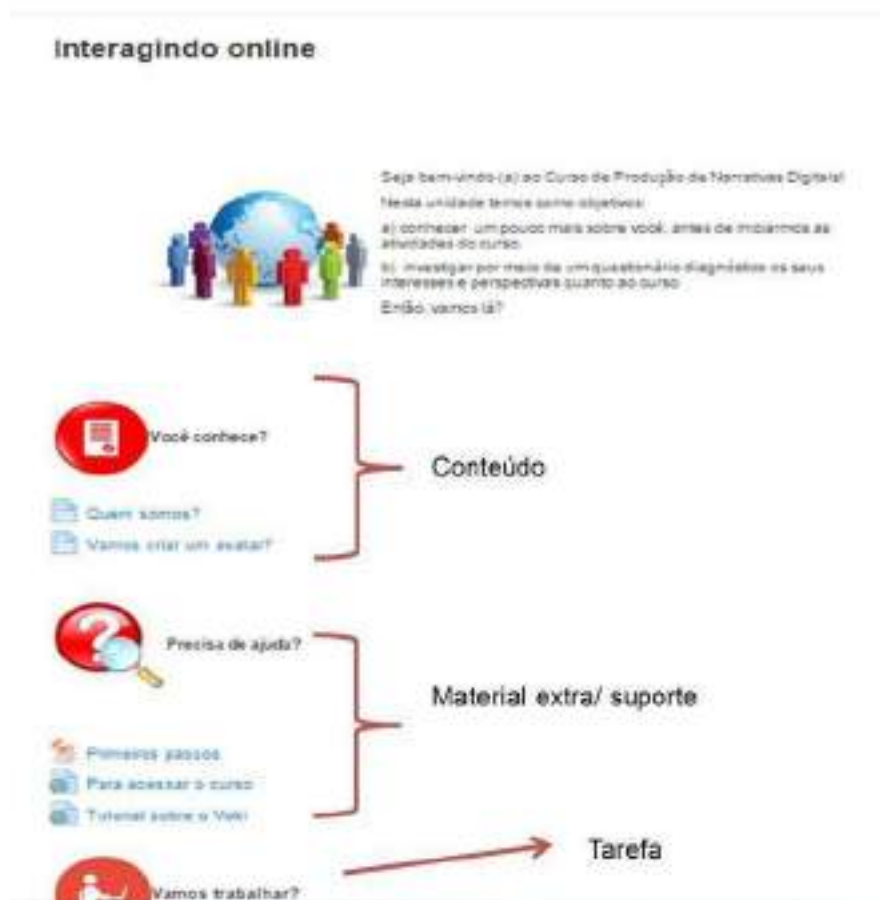 Interagindo online
Seja bem-vindo (a) ao Curso de Produção de Narrativas Digitais!
Nesta unidade temos como objetivos:
a) conhecer um pouco mais sobre você, antes de iniciarmos as
atividades do curso.
b) investigar por meio de um questionário diagnóstico os seus
interesses e perspectivas quanto ao curso
Então, vamos lá?
Você conhece?
Conteúdo
Quem somos?
Vamos criar um avatar?
Precisa de ajuda?
Material extra/ suporte
Primeiros passos
Para acessar o curso
Tutorial sobre o Voki
Tarefa
Vamos trabalhar?